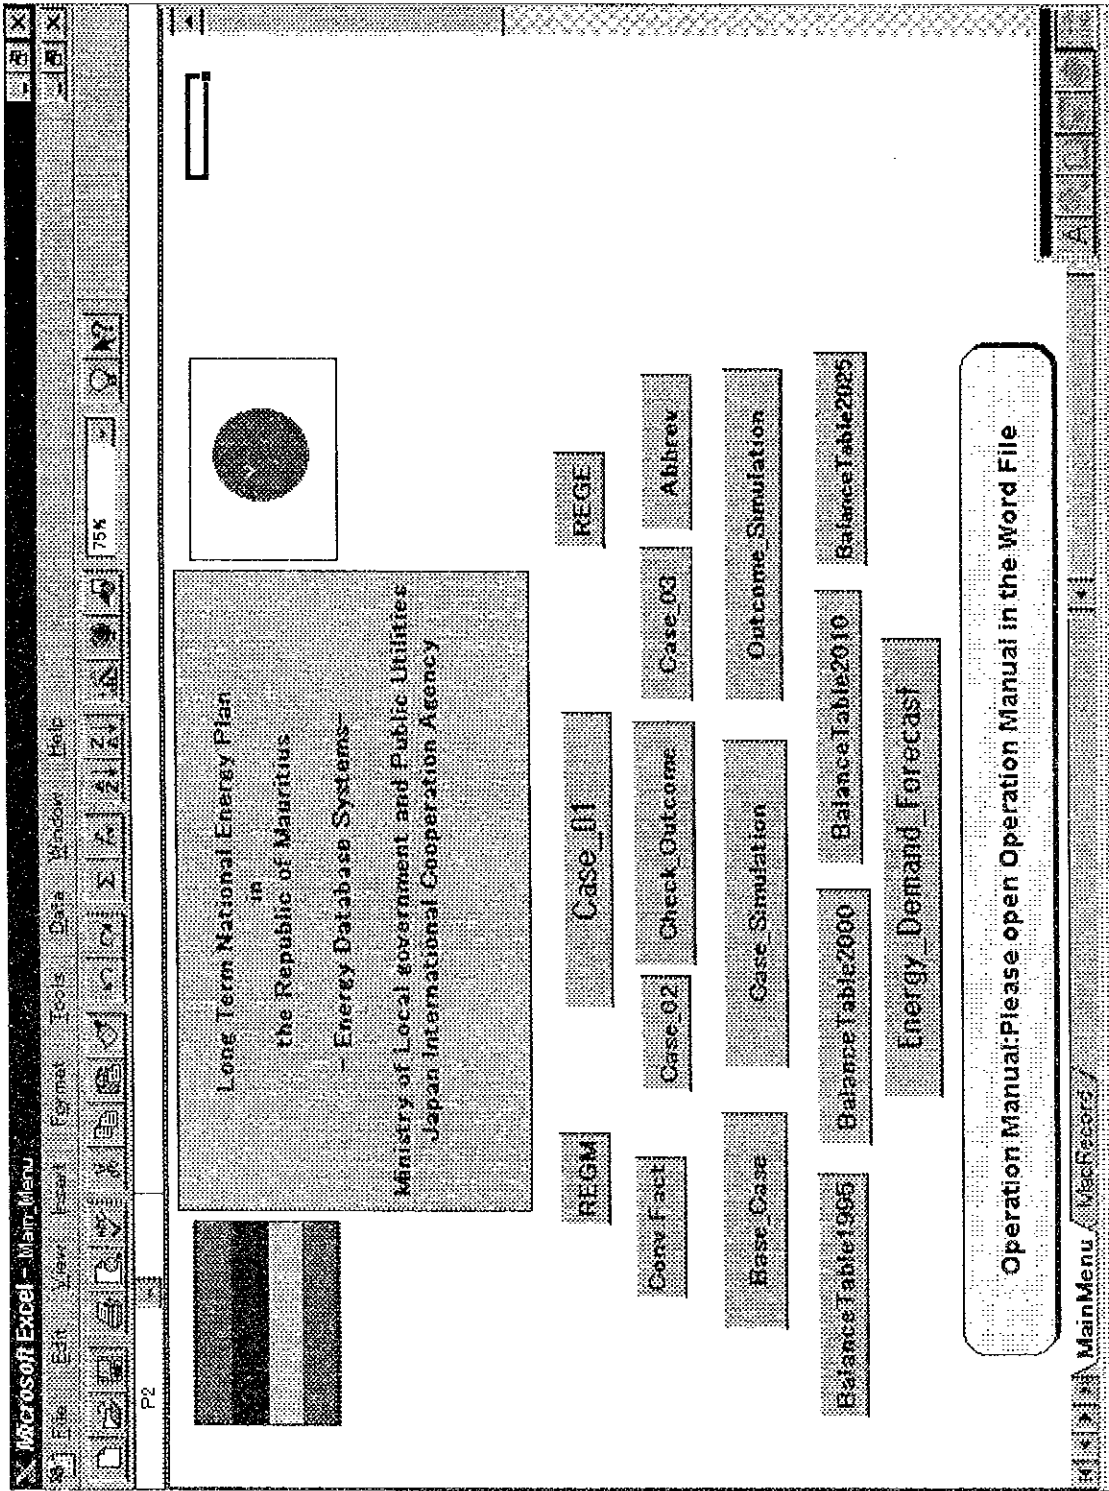 Microsoft Excel - Main_Menu
File Edit View Insert Format Tools Data Window Help
75%
P2
Long Term National Energy Plan
in
the Republic of Mauritius
-Energy Database Systems-
Ministry of Local government and Public Utilities
Japan International Cooperation Agency
REGM Case_01 REGE
Conv.Fact Case_02 Check_Outcome Case_03 Abbrev
Base_Case Case_Simulation Outcome_Simulation
BalanceTable1995 BalanceTable2000 BalanceTable2010 BalanceTable2025
Energy_Demand_Forecast
Operation Manual:Please open Operation Manual in the Word File
MainMenu MacRecord